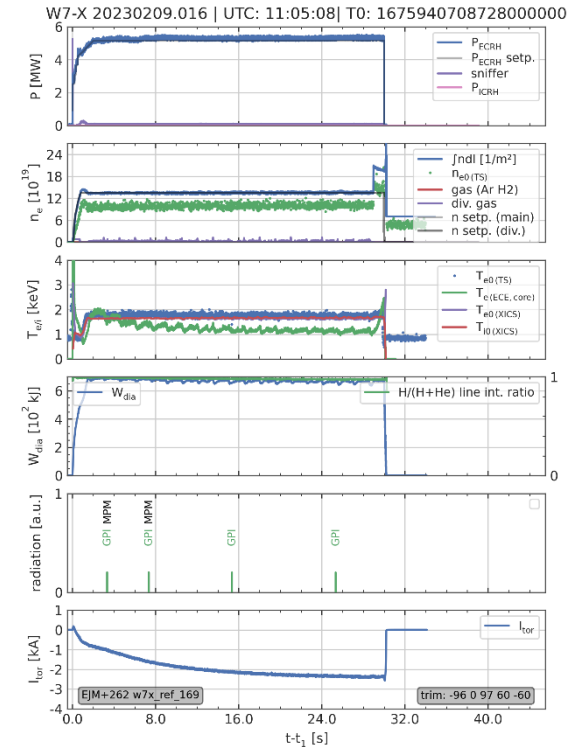 W7-X 20230209.016 | UTC: 11:05:08| T0: 1675940708728000000
6
4
2
0
P [MW]
P_ECRH
P_ECRH setp.
sniffer
P_ICRH
24
18
12
6
0
n_e [10^19]
∫ndl [1/m²]
n_e0 (TS)
gas (Ar H2)
div. gas
n setp. (main)
n setp. (div.)
4
3
2
1
0
T_e/i [keV]
T_e0 (TS)
T_e (ECE, core)
T_e0 (XICS)
T_i0 (XICS)
6
4
2
0
W_dia [10² kJ]
W_dia
H/(H+He) line int. ratio
1
0
1
0
radiation [a.u.]
GPI MPM
GPI MPM
GPI
GPI
1
0
-1
-2
-3
-4
I_tor [kA]
I_tor
EJM+262 w7x_ref_169
trim: -96 0 97 60 -60
0.0 8.0 16.0 24.0 32.0 40.0
t-t_1 [s]